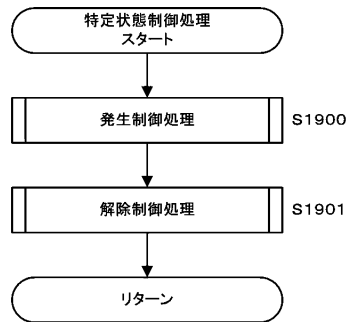 特定状態制御処理
スタート
発生制御処理
S1900
解除制御処理
S1901
リターン